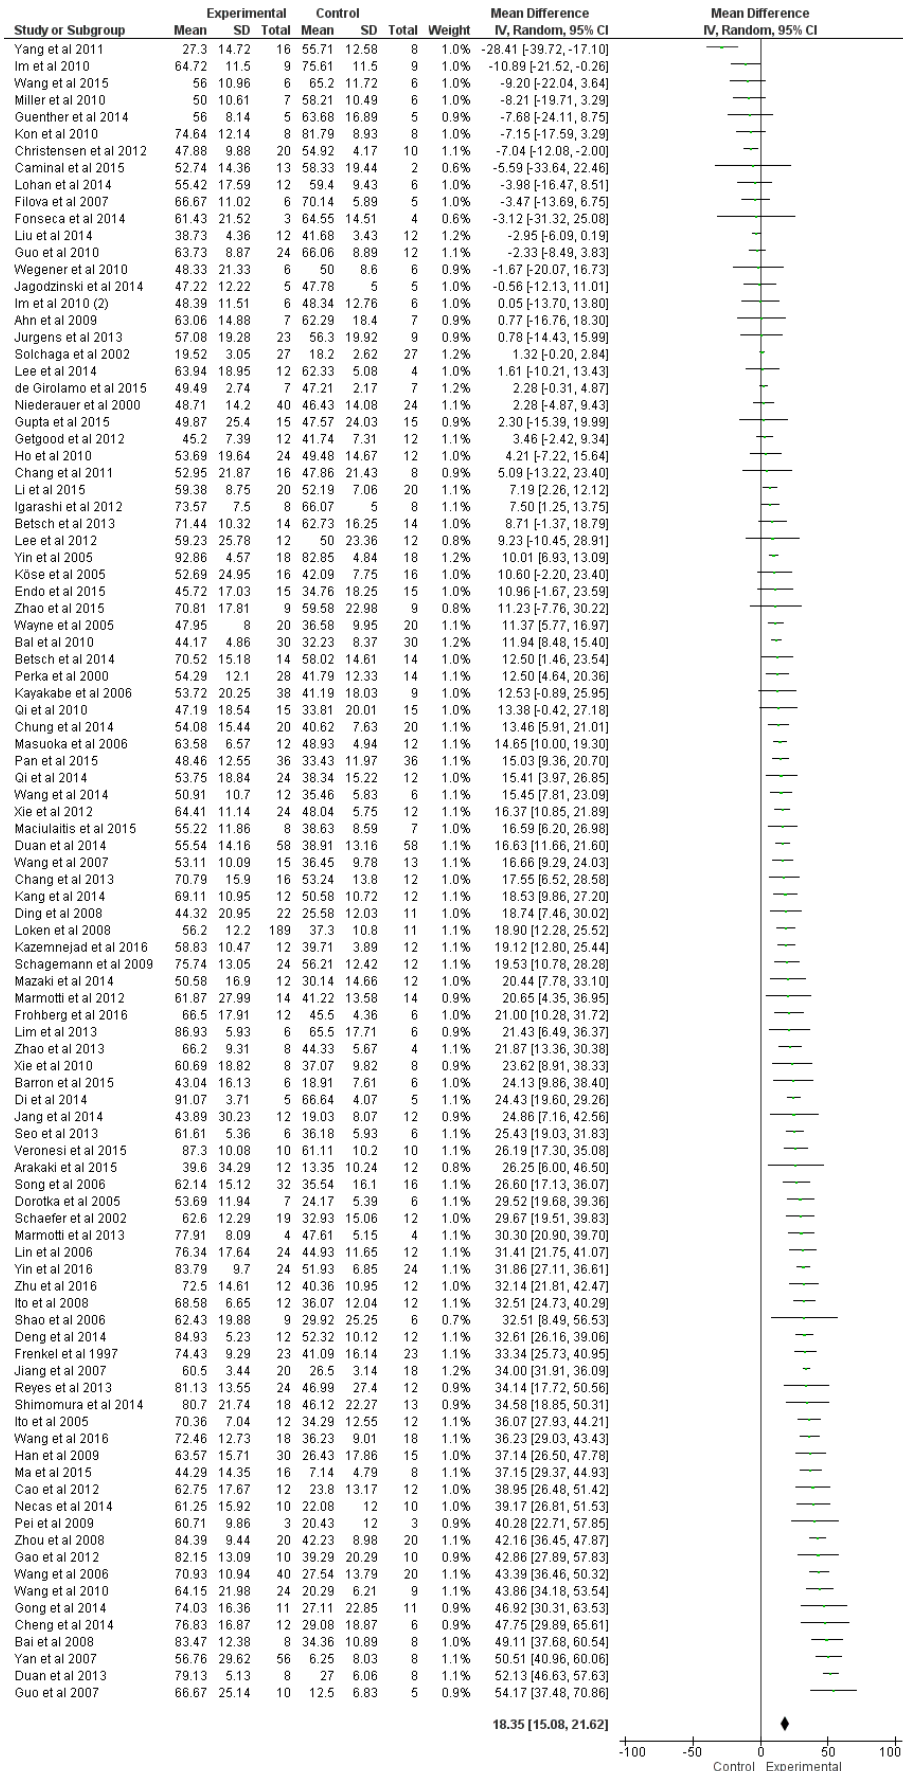 Experimental Control Mean Difference Mean Difference
Study or Subgroup Mean SD Total Mean SD Total Weight IV, Random, 95% CI IV, Random, 95% CI
Yang et al 2011 27.3 14.72 16 55.71 12.58 8 1.0% -28.41 [-39.72, -17.10]
Im et al 2010 64.72 11.5 9 75.61 11.5 9 1.0% -10.89 [-21.52, -0.26]
Wang et al 2015 56 10.96 6 65.2 11.72 6 1.0% -9.20 [-22.04, 3.64]
Miller et al 2010 50 10.61 7 58.21 10.49 6 1.0% -8.21 [-19.71, 3.29]
Guenther et al 2014 56 8.14 5 63.68 16.89 5 0.9% -7.68 [-24.11, 8.75]
Kon et al 2010 74.64 12.14 8 81.79 8.93 8 1.0% -7.15 [-17.59, 3.29]
Christensen et al 2012 47.88 9.88 20 54.92 4.17 10 1.1% -7.04 [-12.08, -2.00]
Caminal et al 2015 52.74 14.36 13 58.33 19.44 2 0.6% -5.59 [-33.64, 22.46]
Lohan et al 2014 55.42 17.59 12 59.4 9.43 6 1.0% -3.98 [-16.47, 8.51]
Filova et al 2007 66.67 11.02 6 70.14 5.89 5 1.0% -3.47 [-13.69, 6.75]
Fonseca et al 2014 61.43 21.52 3 64.55 14.51 4 0.6% -3.12 [-31.32, 25.08]
Liu et al 2014 38.73 4.36 12 41.68 3.43 12 1.2% -2.95 [-6.09, 0.19]
Guo et al 2010 63.73 8.87 24 66.06 8.89 12 1.1% -2.33 [-8.49, 3.83]
Wegener et al 2010 48.33 21.33 6 50 8.6 6 0.9% -1.67 [-20.07, 16.73]
Jagodzinski et al 2014 47.22 12.22 5 47.78 5 5 1.0% -0.56 [-12.13, 11.01]
Im et al 2010 (2) 48.39 11.51 6 48.34 12.76 6 1.0% 0.05 [-13.70, 13.80]
Ahn et al 2009 63.06 14.88 7 62.29 18.4 7 0.9% 0.77 [-16.76, 18.30]
Jurgens et al 2013 57.08 19.28 23 56.3 19.92 9 0.9% 0.78 [-14.43, 15.99]
Solchaga et al 2002 19.52 3.05 27 18.2 2.62 27 1.2% 1.32 [-0.20, 2.84]
Lee et al 2014 63.94 18.95 12 62.33 5.08 4 1.0% 1.61 [-10.21, 13.43]
de Girolamo et al 2015 49.49 2.74 7 47.21 2.17 7 1.2% 2.28 [-0.31, 4.87]
Niederauer et al 2000 48.71 14.2 40 46.43 14.08 24 1.1% 2.28 [-4.87, 9.43]
Gupta et al 2015 49.87 25.4 15 47.57 24.03 15 0.9% 2.30 [-15.39, 19.99]
Getgood et al 2012 45.2 7.39 12 41.74 7.31 12 1.1% 3.46 [-2.42, 9.34]
Ho et al 2010 53.69 19.64 24 49.48 14.67 12 1.0% 4.21 [-7.22, 15.64]
Chang et al 2011 52.95 21.87 16 47.86 21.43 8 0.9% 5.09 [-13.22, 23.40]
Li et al 2015 59.38 8.75 20 52.19 7.06 20 1.1% 7.19 [2.26, 12.12]
Igarashi et al 2012 73.57 7.5 8 66.07 5 8 1.1% 7.50 [1.25, 13.75]
Betsch et al 2013 71.44 10.32 14 62.73 16.25 14 1.0% 8.71 [-1.37, 18.79]
Lee et al 2012 59.23 25.78 12 50 23.36 12 0.8% 9.23 [-10.45, 28.91]
Yin et al 2005 92.86 4.57 18 82.85 4.84 18 1.2% 10.01 [6.93, 13.09]
Köse et al 2005 52.69 24.95 16 42.09 7.75 16 1.0% 10.60 [-2.20, 23.40]
Endo et al 2015 45.72 17.03 15 34.76 18.25 15 1.0% 10.96 [-1.67, 23.59]
Zhao et al 2015 70.81 17.81 9 59.58 22.98 9 0.8% 11.23 [-7.76, 30.22]
Wayne et al 2005 47.95 8 20 36.58 9.95 20 1.1% 11.37 [5.77, 16.97]
Bal et al 2010 44.17 4.86 30 32.23 8.37 30 1.2% 11.94 [8.48, 15.40]
Betsch et al 2014 70.52 15.18 14 58.02 14.61 14 1.0% 12.50 [1.46, 23.54]
Perka et al 2000 54.29 12.1 28 41.79 12.33 14 1.1% 12.50 [4.64, 20.36]
Kayakabe et al 2006 53.72 20.25 38 41.19 18.03 9 1.0% 12.53 [-0.89, 25.95]
Qi et al 2010 47.19 18.54 15 33.81 20.01 15 1.0% 13.38 [-0.42, 27.18]
Chung et al 2014 54.08 15.44 20 40.62 7.63 20 1.1% 13.46 [5.91, 21.01]
Masuoka et al 2006 63.58 6.57 12 48.93 4.94 12 1.1% 14.65 [10.00, 19.30]
Pan et al 2015 48.46 12.55 36 33.43 11.97 36 1.1% 15.03 [9.36, 20.70]
Qi et al 2014 53.75 18.84 24 38.34 15.22 12 1.0% 15.41 [3.97, 26.85]
Wang et al 2014 50.91 10.7 12 35.46 5.83 6 1.1% 15.45 [7.81, 23.09]
Xie et al 2012 64.41 11.14 24 48.04 5.75 12 1.1% 16.37 [10.85, 21.89]
Maciulaitis et al 2015 55.22 11.86 8 38.63 8.59 7 1.0% 16.59 [6.20, 26.98]
Duan et al 2014 55.54 14.16 58 38.91 13.16 58 1.1% 16.63 [11.66, 21.60]
Wang et al 2007 53.11 10.09 15 36.45 9.78 13 1.1% 16.66 [9.29, 24.03]
Chang et al 2013 70.79 15.9 16 53.24 13.8 12 1.0% 17.55 [6.52, 28.58]
Kang et al 2014 69.11 10.95 12 50.58 10.72 12 1.1% 18.53 [9.86, 27.20]
Ding et al 2008 44.32 20.95 22 25.58 12.03 11 1.0% 18.74 [7.46, 30.02]
Loken et al 2008 56.2 12.2 189 37.3 10.8 11 1.1% 18.90 [12.28, 25.52]
Kazemnejad et al 2016 58.83 10.47 12 39.71 3.89 12 1.1% 19.12 [12.80, 25.44]
Schagemann et al 2009 75.74 13.05 24 56.21 12.42 12 1.1% 19.53 [10.78, 28.28]
Mazaki et al 2014 50.58 16.9 12 30.14 14.66 12 1.0% 20.44 [7.78, 33.10]
Marmotti et al 2012 61.87 27.99 14 41.22 13.58 14 0.9% 20.65 [4.35, 36.95]
Frohberg et al 2016 66.5 17.91 12 45.5 4.36 6 1.0% 21.00 [10.28, 31.72]
Lim et al 2013 86.93 5.93 6 65.5 17.71 6 0.9% 21.43 [6.49, 36.37]
Zhao et al 2013 66.2 9.31 8 44.33 5.67 4 1.1% 21.87 [13.36, 30.38]
Xie et al 2010 60.69 18.82 8 37.07 9.82 8 0.9% 23.62 [8.91, 38.33]
Barron et al 2015 43.04 16.13 6 18.91 7.61 6 0.9% 24.13 [9.86, 38.40]
Di et al 2014 91.07 3.71 5 66.64 4.07 5 1.1% 24.43 [19.60, 29.26]
Jang et al 2014 43.89 30.23 12 19.03 8.07 12 0.9% 24.86 [7.16, 42.56]
Seo et al 2013 61.61 5.36 6 36.18 5.93 6 1.1% 25.43 [19.03, 31.83]
Veronesi et al 2015 87.3 10.08 10 61.11 10.2 10 1.1% 26.19 [17.30, 35.08]
Arakaki et al 2015 39.6 34.29 12 13.35 10.24 12 0.8% 26.25 [6.00, 46.50]
Song et al 2006 62.14 15.12 32 35.54 16.1 16 1.1% 26.60 [17.13, 36.07]
Dorotka et al 2005 53.69 11.94 7 24.17 5.39 6 1.1% 29.52 [19.68, 39.36]
Schaefer et al 2002 62.6 12.29 19 32.93 15.06 12 1.0% 29.67 [19.51, 39.83]
Marmotti et al 2013 77.91 8.09 4 47.61 5.15 4 1.1% 30.30 [20.90, 39.70]
Lin et al 2006 76.34 17.64 24 44.93 11.65 12 1.1% 31.41 [21.75, 41.07]
Yin et al 2016 83.79 9.7 24 51.93 6.85 24 1.1% 31.86 [27.11, 36.61]
Zhu et al 2016 72.5 14.61 12 40.36 10.95 12 1.0% 32.14 [21.81, 42.47]
Ito et al 2008 68.58 6.65 12 36.07 12.04 12 1.1% 32.51 [24.73, 40.29]
Shao et al 2006 62.43 19.88 9 29.92 25.25 6 0.7% 32.51 [8.49, 56.53]
Deng et al 2014 84.93 5.23 12 52.32 10.12 12 1.1% 32.61 [26.16, 39.06]
Frenkel et al 1997 74.43 9.29 23 41.09 16.14 23 1.1% 33.34 [25.73, 40.95]
Jiang et al 2007 60.5 3.44 20 26.5 3.14 18 1.2% 34.00 [31.91, 36.09]
Reyes et al 2013 81.13 13.55 24 46.99 27.4 12 0.9% 34.14 [17.72, 50.56]
Shimomura et al 2014 80.7 21.74 18 46.12 22.27 13 0.9% 34.58 [18.85, 50.31]
Ito et al 2005 70.36 7.04 12 34.29 12.55 12 1.1% 36.07 [27.93, 44.21]
Wang et al 2016 72.46 12.73 18 36.23 9.01 18 1.1% 36.23 [29.03, 43.43]
Han et al 2009 63.57 15.71 30 26.43 17.86 15 1.0% 37.14 [26.50, 47.78]
Ma et al 2015 44.29 14.35 16 7.14 4.79 8 1.1% 37.15 [29.37, 44.93]
Cao et al 2012 62.75 17.67 12 23.8 13.17 12 1.0% 38.95 [26.48, 51.42]
Necas et al 2014 61.25 15.92 10 22.08 12 10 1.0% 39.17 [26.81, 51.53]
Pei et al 2009 60.71 9.86 3 20.43 12 3 0.9% 40.28 [22.71, 57.85]
Zhou et al 2008 84.39 9.44 20 42.23 8.98 20 1.1% 42.16 [36.45, 47.87]
Gao et al 2012 82.15 13.09 10 39.29 20.29 10 0.9% 42.86 [27.89, 57.83]
Wang et al 2006 70.93 10.94 40 27.54 13.79 20 1.1% 43.39 [36.46, 50.32]
Wang et al 2010 64.15 21.98 24 20.29 6.21 9 1.1% 43.86 [34.18, 53.54]
Gong et al 2014 74.03 16.36 11 27.11 22.85 11 0.9% 46.92 [30.31, 63.53]
Cheng et al 2014 76.83 16.87 12 29.08 18.87 6 0.9% 47.75 [29.89, 65.61]
Bai et al 2008 83.47 12.38 8 34.36 10.89 8 1.0% 49.11 [37.68, 60.54]
Yan et al 2007 56.76 29.62 56 6.25 8.03 8 1.1% 50.51 [40.96, 60.06]
Duan et al 2013 79.13 5.13 8 27 6.06 8 1.1% 52.13 [46.63, 57.63]
Guo et al 2007 66.67 25.14 10 12.5 6.83 5 0.9% 54.17 [37.48, 70.86]
18.35 [15.08, 21.62]
-100 -50 0 50 100
Control Experimental